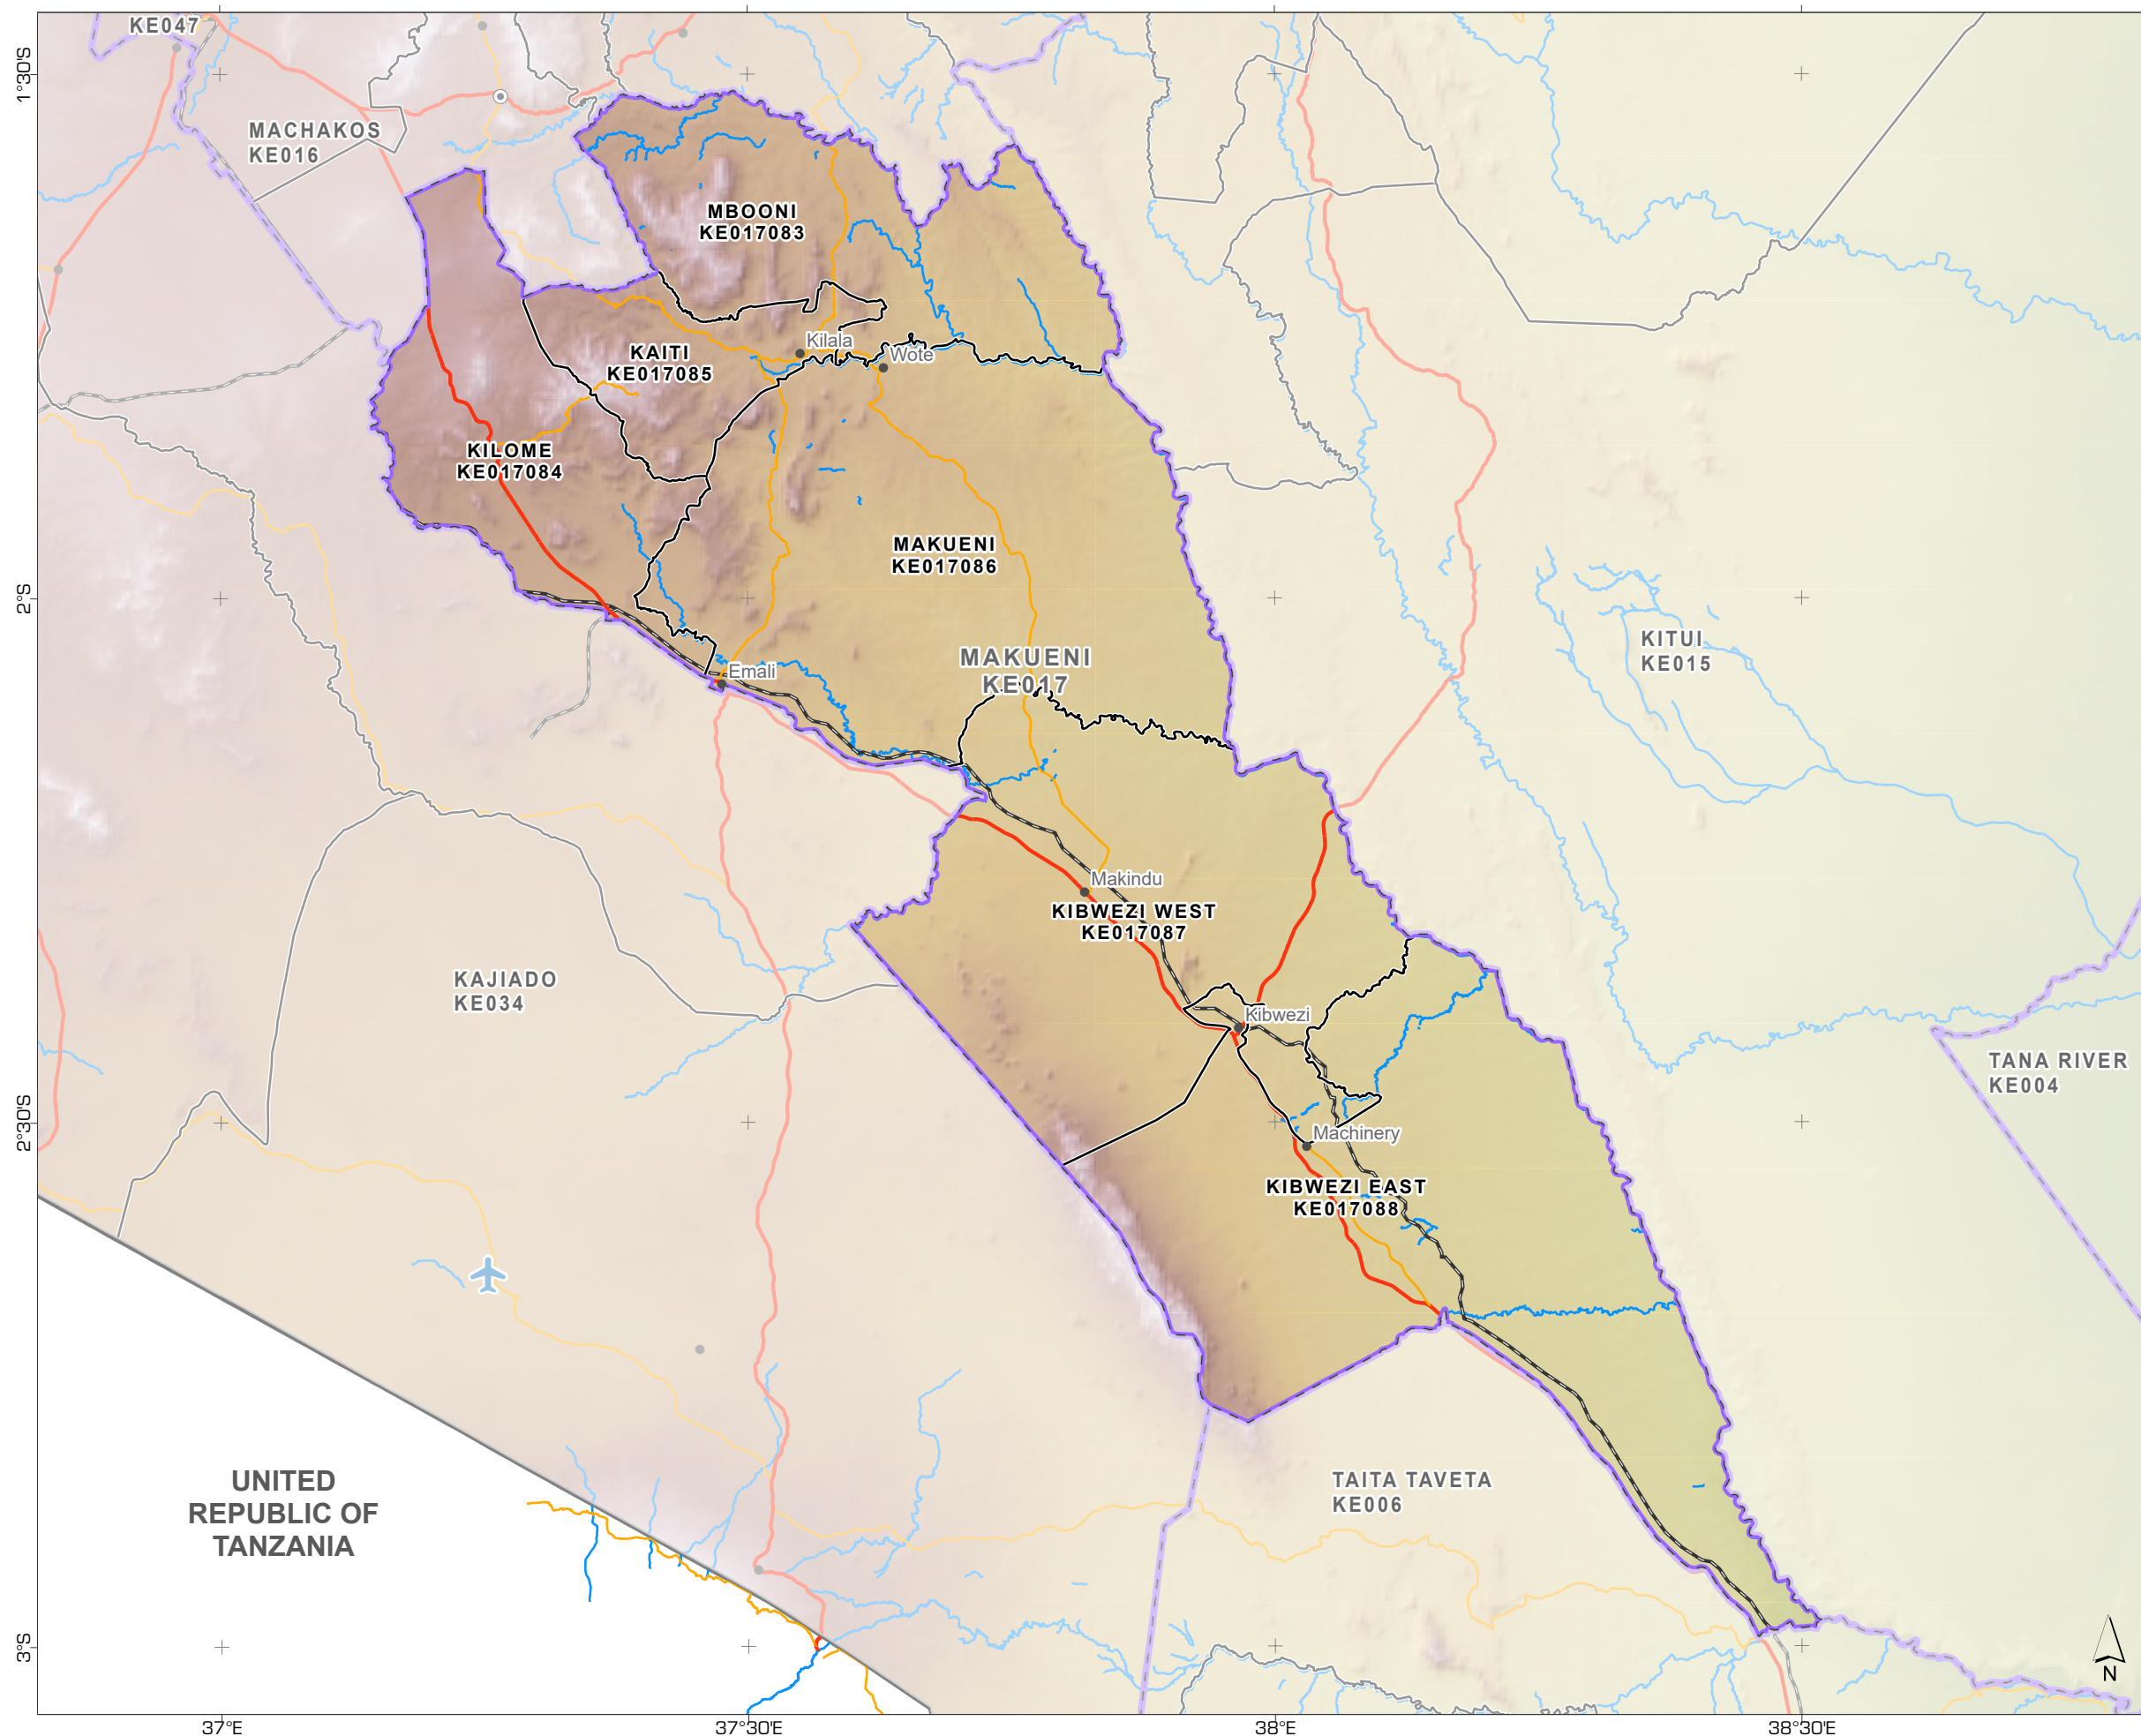 KE047
1°30'S
MACHAKOS
KE016
MBOONI
KE017083
Kilala
Wote
KAITI
KE017085
KILOME
KE017084
MAKUENI
KE017086
2°S
MAKUENI
KE017
Emali
KITUI
KE015
Makindu
KIBWEZI WEST
KE017087
KAJIADO
KE034
Kibwezi
TANA RIVER
KE004
2°30'S
Machinery
KIBWEZI EAST
KE017088
UNITED
REPUBLIC OF
TANZANIA
TAITA TAVETA
KE006
3°S
N
37°E
37°30'E
38°E
38°30'E